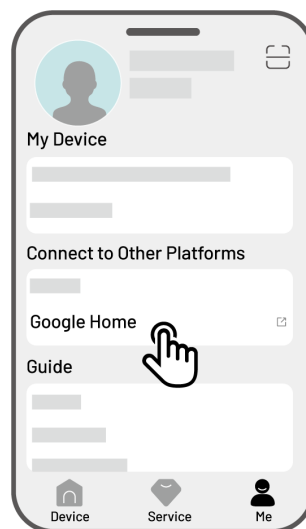 My Device
Connect to Other Platforms
Google Home
Guide
Device Service Me